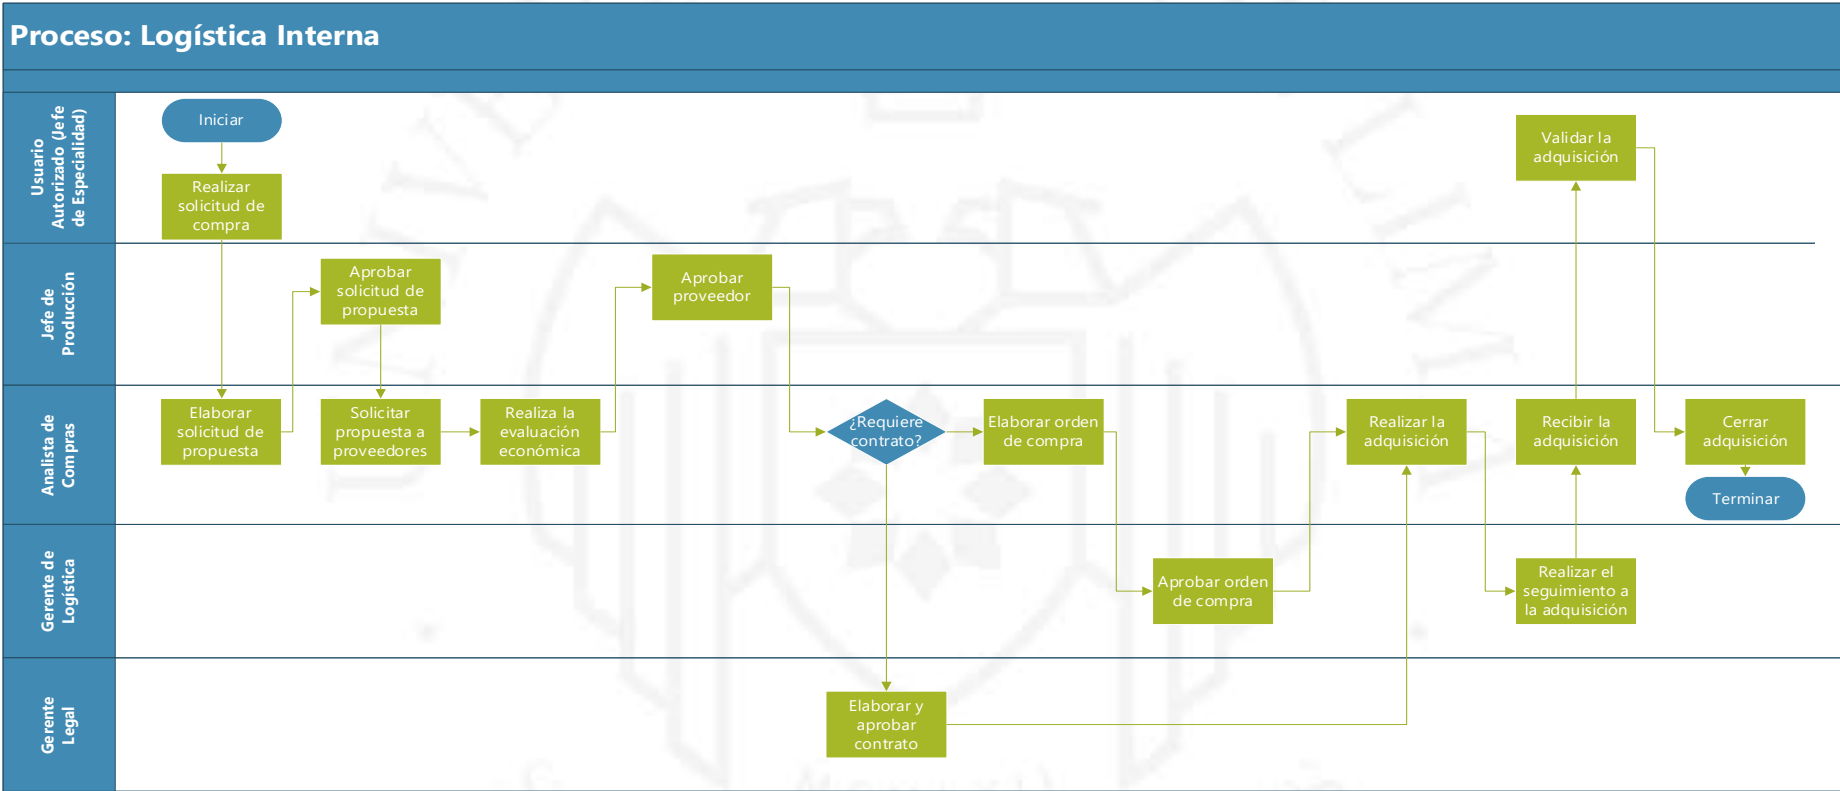 Proceso: Logística Interna
Usuario
Autorizado (Jefe
de Especialidad)
Iniciar
Realizar
solicitud de
compra
Validar la
adquisición
Jefe de
Producción
Aprobar
solicitud de
propuesta
Aprobar
proveedor
Analista de
Compras
Elaborar
solicitud de
propuesta
Solicitar
propuesta a
proveedores
Realiza la
evaluación
económica
¿Requiere
contrato?
Elaborar orden
de compra
Realizar la
adquisición
Recibir la
adquisición
Cerrar
adquisición
Terminar
Gerente de
Logística
Aprobar orden
de compra
Realizar el
seguimiento a
la adquisición
Gerente
Legal
Elaborar y
aprobar
contrato